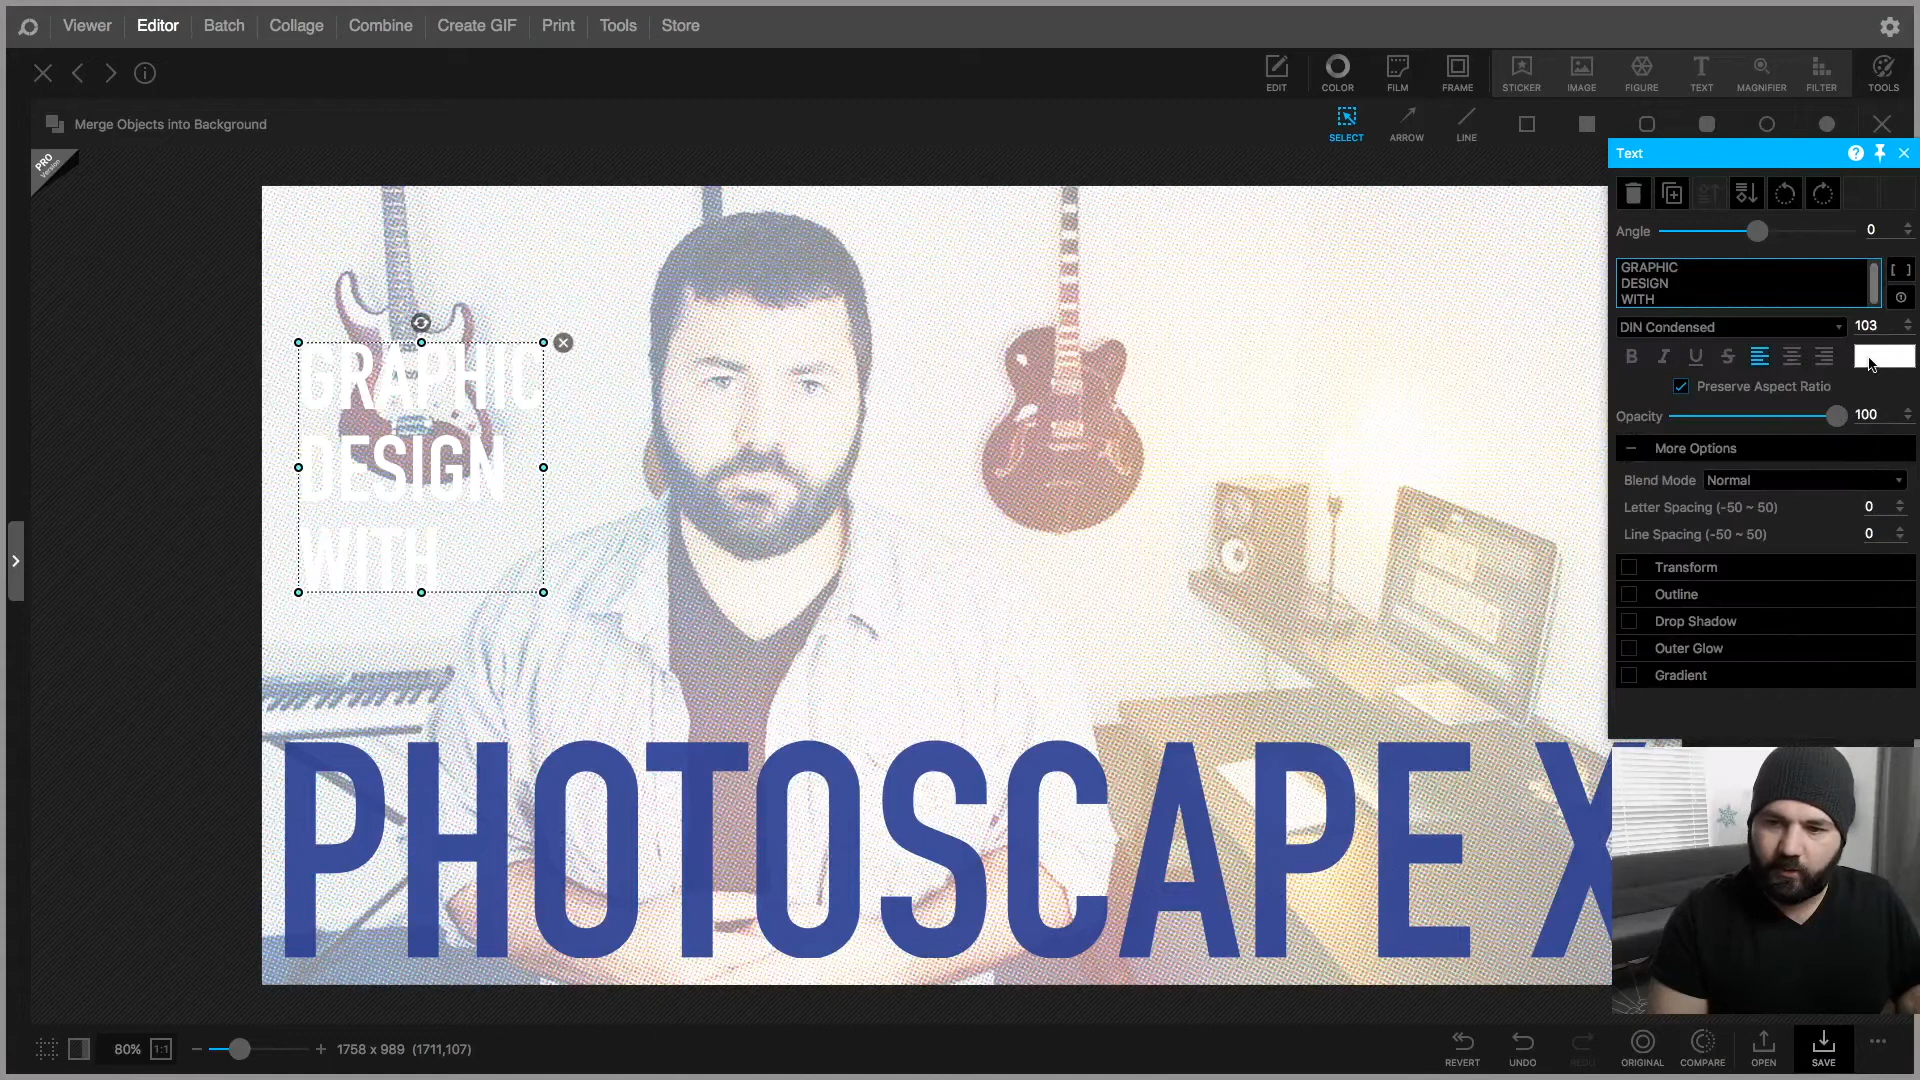 Viewer Editor Batch Collage Combine Create GIF Print Tools Store
EDIT COLOR FILM FRAME STICKER IMAGE FIGURE TEXT MAGNIFIER FILTER TOOLS
Merge Objects into Background
SELECT ARROW LINE
PRO
Version
Text
Angle 0
GRAPHIC
DESIGN
WITH
DIN Condensed 103
B I U S
Preserve Aspect Ratio
Opacity 100
More Options
Blend Mode Normal
Letter Spacing (-50 ~ 50) 0
Line Spacing (-50 ~ 50) 0
Transform
Outline
Drop Shadow
Outer Glow
Gradient
GRAPHIC
DESIGN
WITH
PHOTOSCAPE X
80% 1:1 1758 x 989 (1711,107)
REVERT UNDO REDO ORIGINAL COMPARE OPEN SAVE